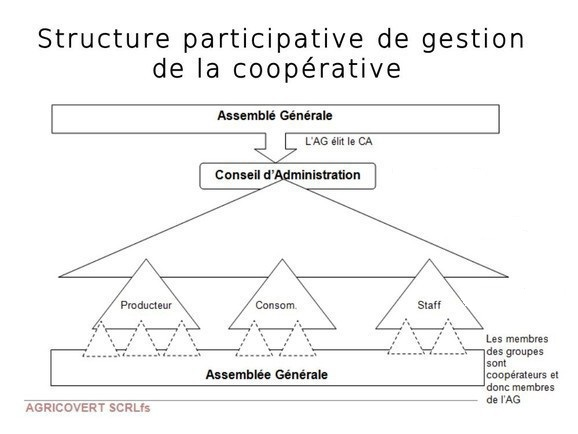 Structure participative de gestion
de la coopérative
Assemblé Générale
L'AG élit le CA
Conseil d'Administration
Producteur
Consom.
Staff
Les membres
des groupes
sont
coopérateurs et
donc membres
de l'AG
Assemblée Générale
AGRICOVERT SCRLfs